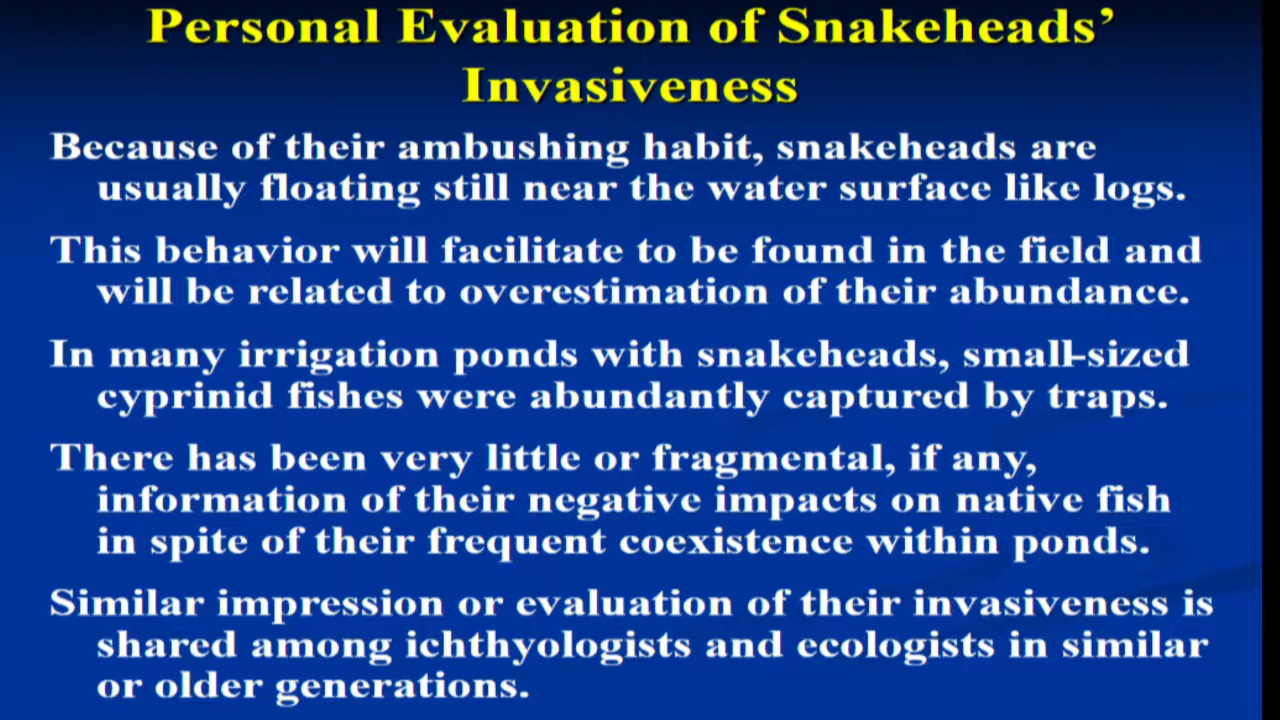 Personal Evaluation of Snakeheads’
Invasiveness
Because of their ambushing habit, snakeheads are
usually floating still near the water surface like logs.
This behavior will facilitate to be found in the field and
will be related to overestimation of their abundance.
In many irrigation ponds with snakeheads, small-sized
cyprinid fishes were abundantly captured by traps.
There has been very little or fragmental, if any,
information of their negative impacts on native fish
in spite of their frequent coexistence within ponds.
Similar impression or evaluation of their invasiveness is
shared among ichthyologists and ecologists in similar
or older generations.